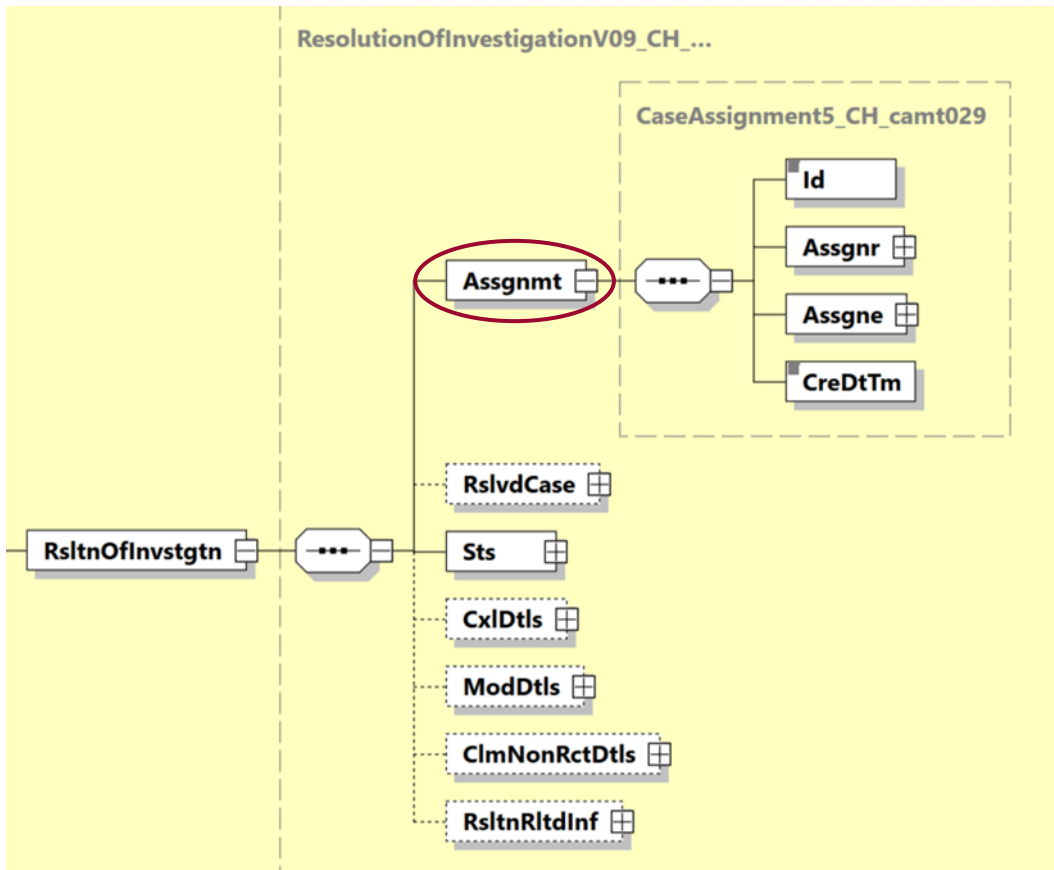 ResolutionOfInvestigationV09_CH_...
CaseAssignment5_CH_camt029
Id
Assgnr
Assgnmt
Assgne
CreDtTm
RslvdCase
RsltnOfInvstgtn
Sts
CxlDtls
ModDtls
ClmNonRctDtls
RsltnRltdInf